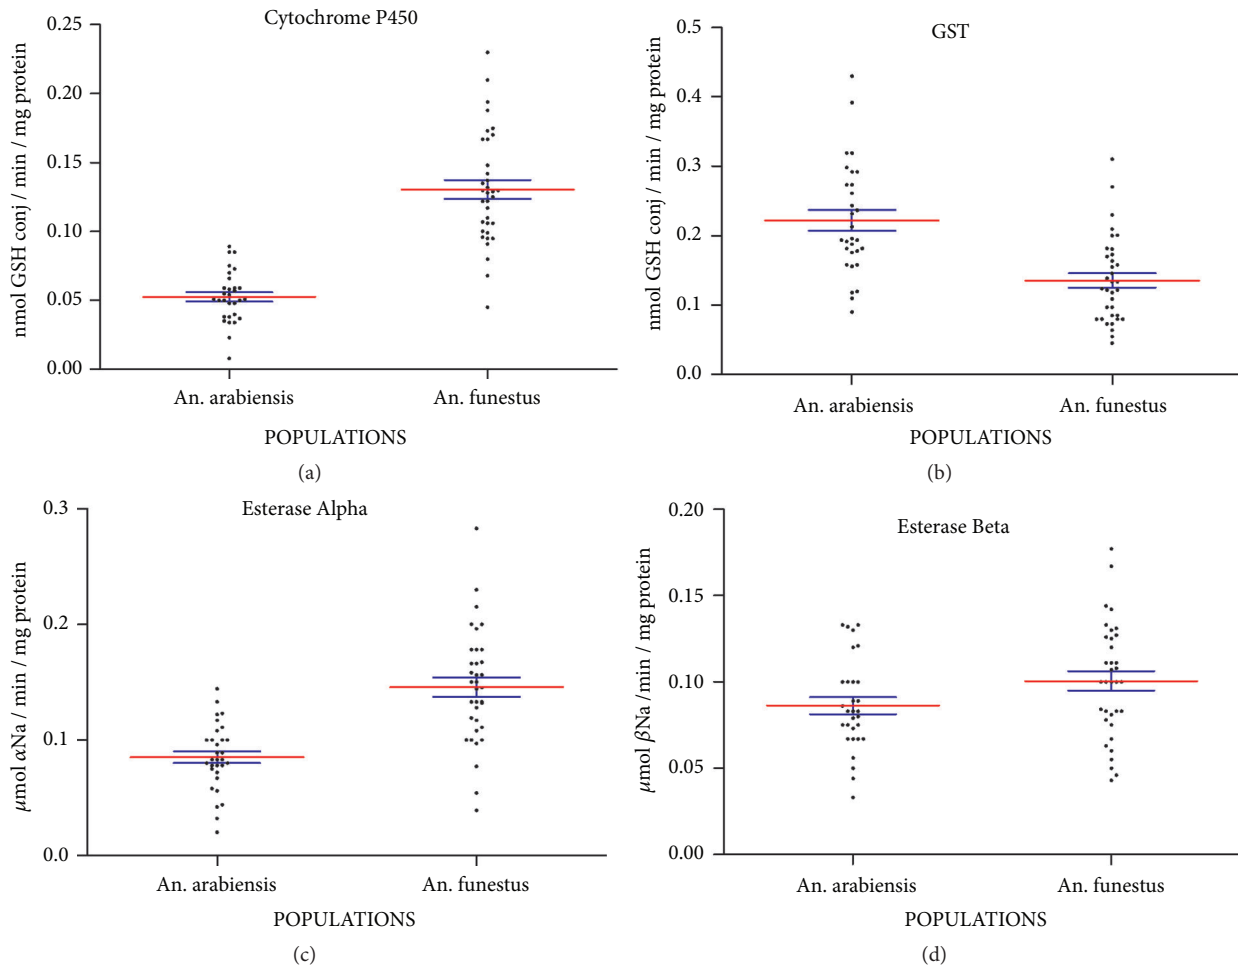 Cytochrome P450
nmol GSH conj / min / mg protein
0.25
0.20
0.15
0.10
0.05
0.00
An. arabiensis An. funestus
POPULATIONS
(a)
GST
nmol GSH conj / min / mg protein
0.5
0.4
0.3
0.2
0.1
0.0
An. arabiensis An. funestus
POPULATIONS
(b)
Esterase Alpha
μmol αNa / min / mg protein
0.3
0.2
0.1
0.0
An. arabiensis An. funestus
POPULATIONS
(c)
Esterase Beta
μmol βNa /min / mg protein
0.20
0.15
0.10
0.05
0.00
An. arabiensis An. funestus
POPULATIONS
(d)